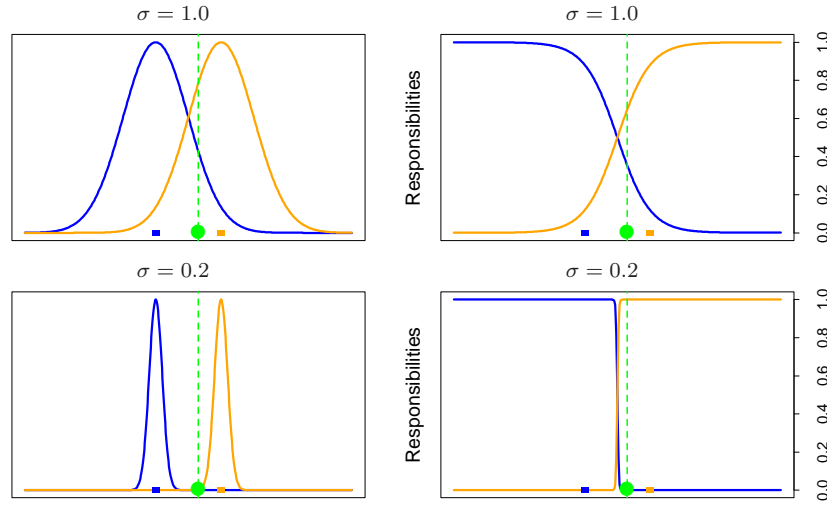 σ = 1.0
σ = 1.0
Responsibilities
0.0 0.2 0.4 0.6 0.8 1.0
σ = 0.2
σ = 0.2
Responsibilities
0.0 0.2 0.4 0.6 0.8 1.0